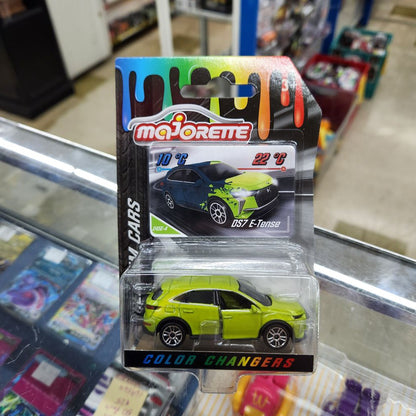 majorette
10 °C
22 °C
DS7 E-Tense
CARS
COLOR CHANGERS